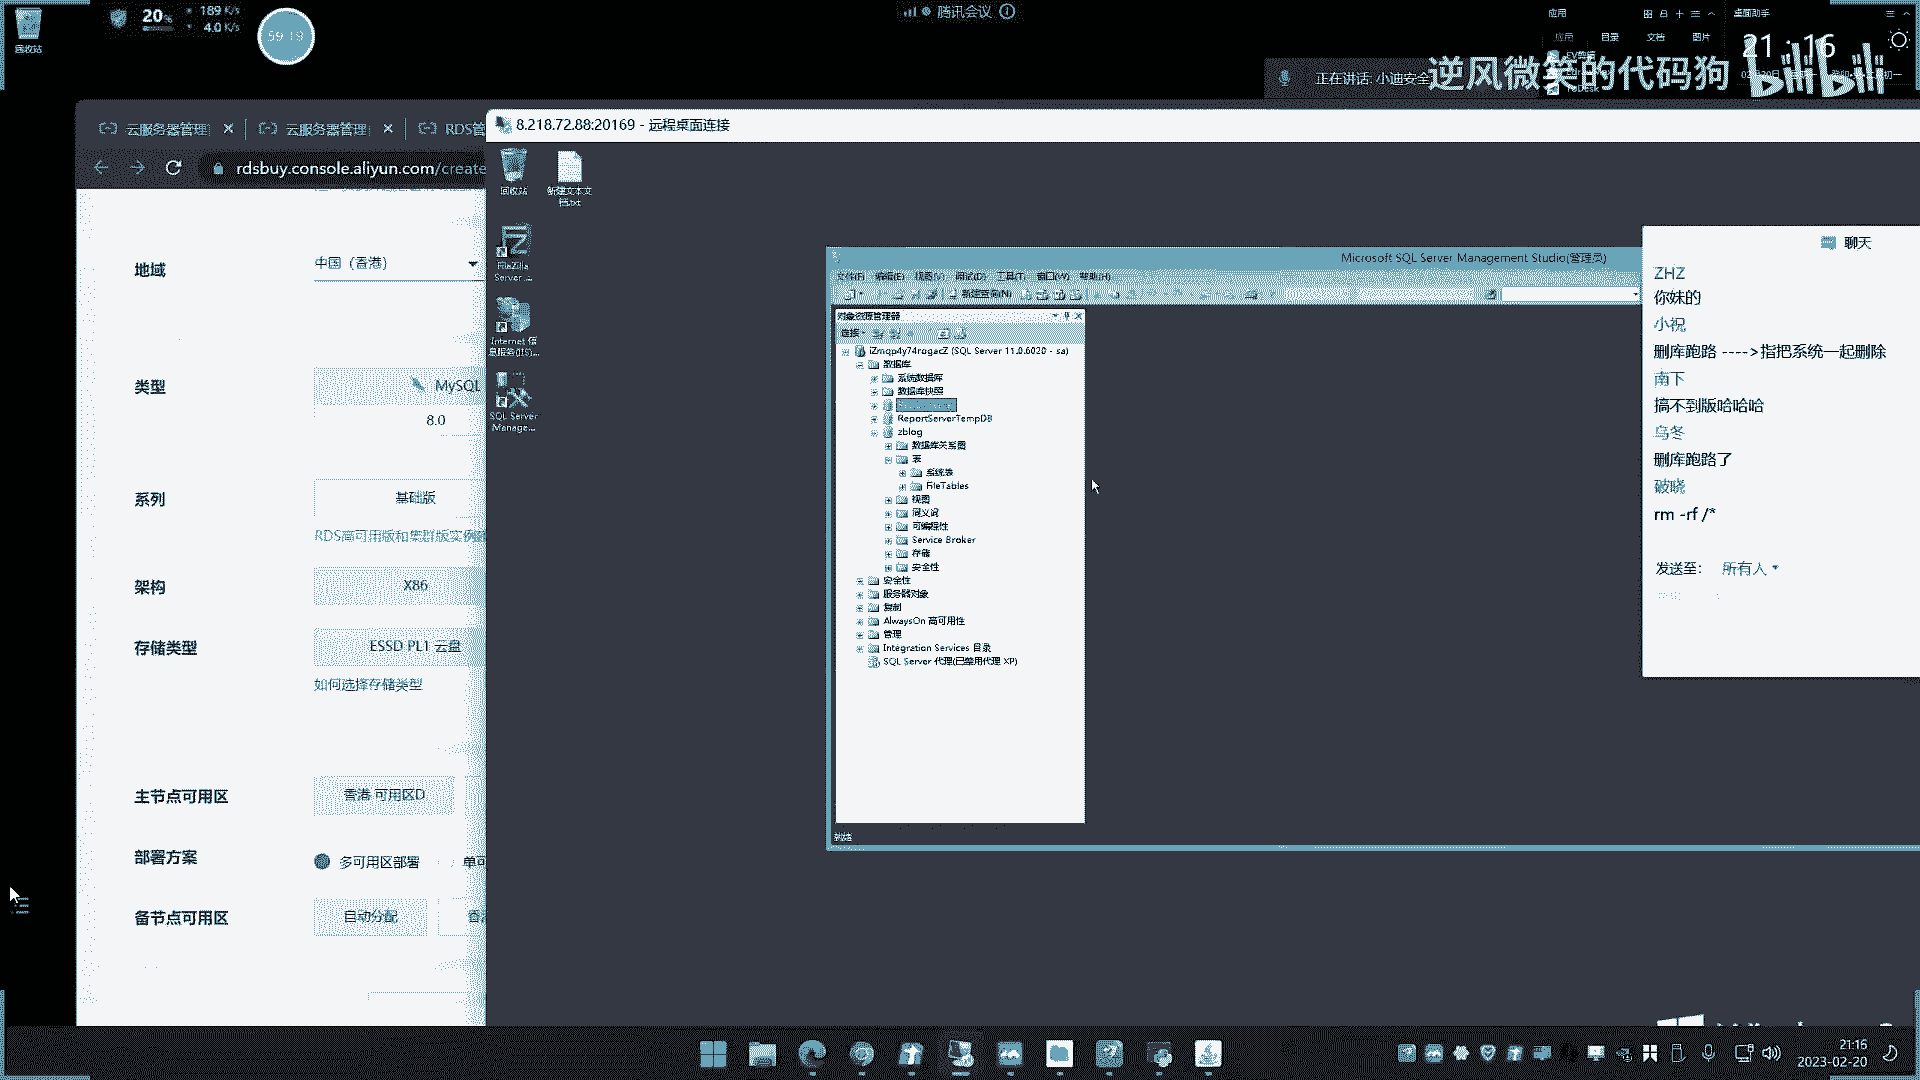 回收站
20%
189 K/s
4.0 K/s
59:19
腾讯会议
应用
桌面助手
应用
目录
文档
图片
21:16
正在讲话: 小迪安全
逆风微笑的代码狗
bilibili
云服务器管理
云服务器管理
RDS管
8.218.72.88:20169 - 远程桌面连接
rdsbuy.console.aliyun.com/create
地域
中国（香港）
类型
MySQL
8.0
系列
基础版
RDS高可用版和集群版实例
架构
X86
存储类型
ESSD PL1 云盘
如何选择存储类型
主节点可用区
香港 可用区D
部署方案
多可用区部署
单可
备节点可用区
自动分配
回收站
新建文本文
档.txt
FileZilla
Server ...
Internet 信
息服务(IIS)...
SQL Server
Manage...
Microsoft SQL Server Management Studio(管理员)
文件(F) 编辑(E) 视图(V) 调试(D) 工具(T) 窗口(W) 帮助(H)
新建查询(N)
对象资源管理器
连接
iZmqp4y74ragacZ (SQL Server 11.0.6020 - sa)
数据库
系统数据库
数据库快照
ReportServerTempDB
zblog
数据库关系图
表
系统表
FileTables
视图
同义词
可编程性
Service Broker
存储
安全性
安全性
服务器对象
复制
AlwaysOn 高可用性
管理
Integration Services 目录
SQL Server 代理(已禁用代理 XP)
就绪
聊天
ZHZ
你妹的
小祝
删库跑路 ---->指把系统一起删除
南下
搞不到版哈哈哈
乌冬
删库跑路了
破晓
rm -rf /*
发送至:
所有人
21:16
2023-02-20